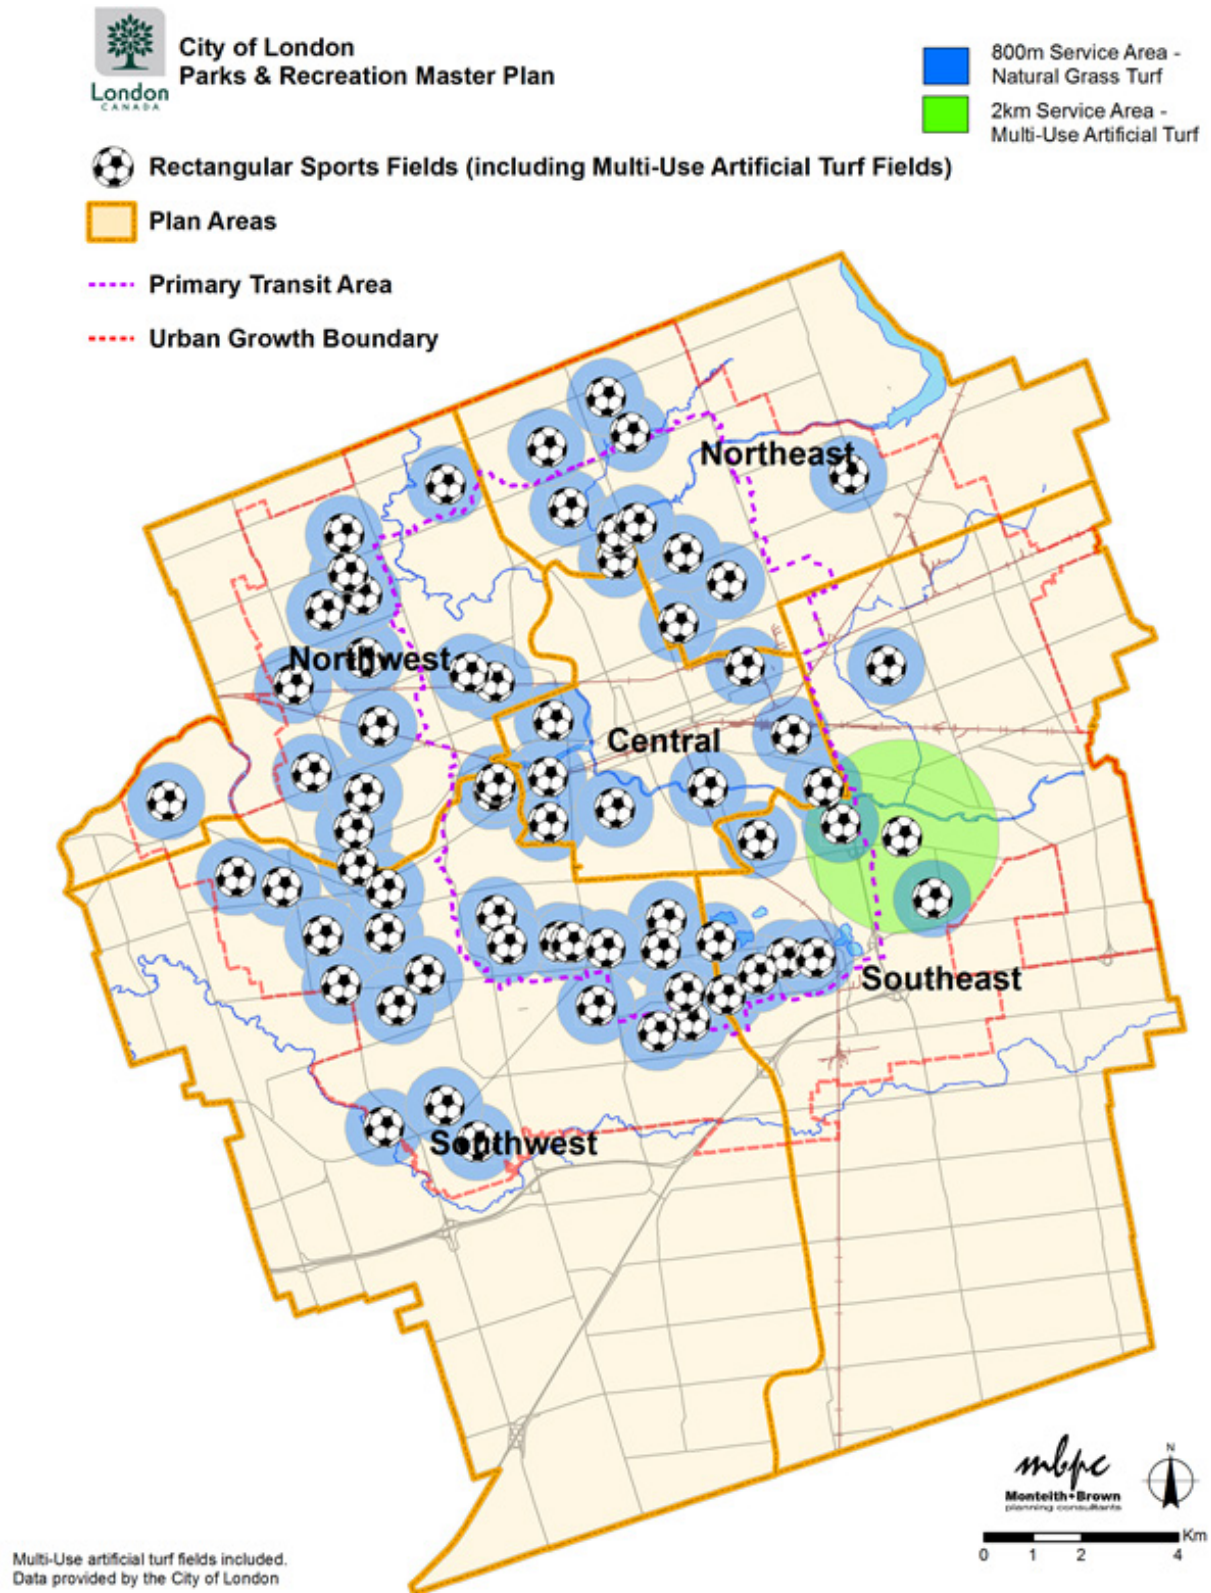 City of London
Parks & Recreation Master Plan
London
CANADA
800m Service Area -
Natural Grass Turf
2km Service Area -
Multi-Use Artificial Turf
Rectangular Sports Fields (including Multi-Use Artificial Turf Fields)
Plan Areas
Primary Transit Area
Urban Growth Boundary
Northeast
Northwest
Central
Southeast
Southwest
mbpc
Monteith+Brown
planning consultants
N
Km
0 1 2 4
Multi-Use artificial turf fields included.
Data provided by the City of London